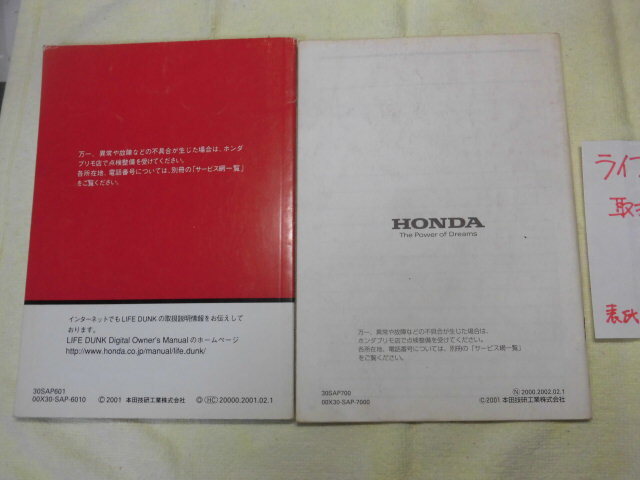 万一、異常や故障などの不具合が生じた場合は、ホンダ
プリモ店で点検整備を受けてください。
各所在地、電話番号については、別冊の「サービス網一覧」
をご覧ください。
インターネットでもLIFE DUNKの取扱説明情報をお伝えして
おります。
LIFE DUNK Digital Owner's Manual のホームページ
http://www.honda.co.jp/manual/life.dunk/
30SAP601
00X30-SAP-6010 ©2001 本田技研工業株式会社 ◎ HC 20000.2001.02.1
HONDA
The Power of Dreams
万一、異常や故障などの不具合が生じた場合は、
ホンダプリモ店で点検整備を受けてください。
各所在地、電話番号については、別冊の「サービス網一覧」
をご覧ください。
30SAP700
00X30-SAP-7000
Ⓝ 2000.2002.02.1
©2001 本田技研工業株式会社
ライフ
取
表